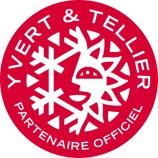 YVERT & TELLIER
PARTENAIRE OFFICIEL